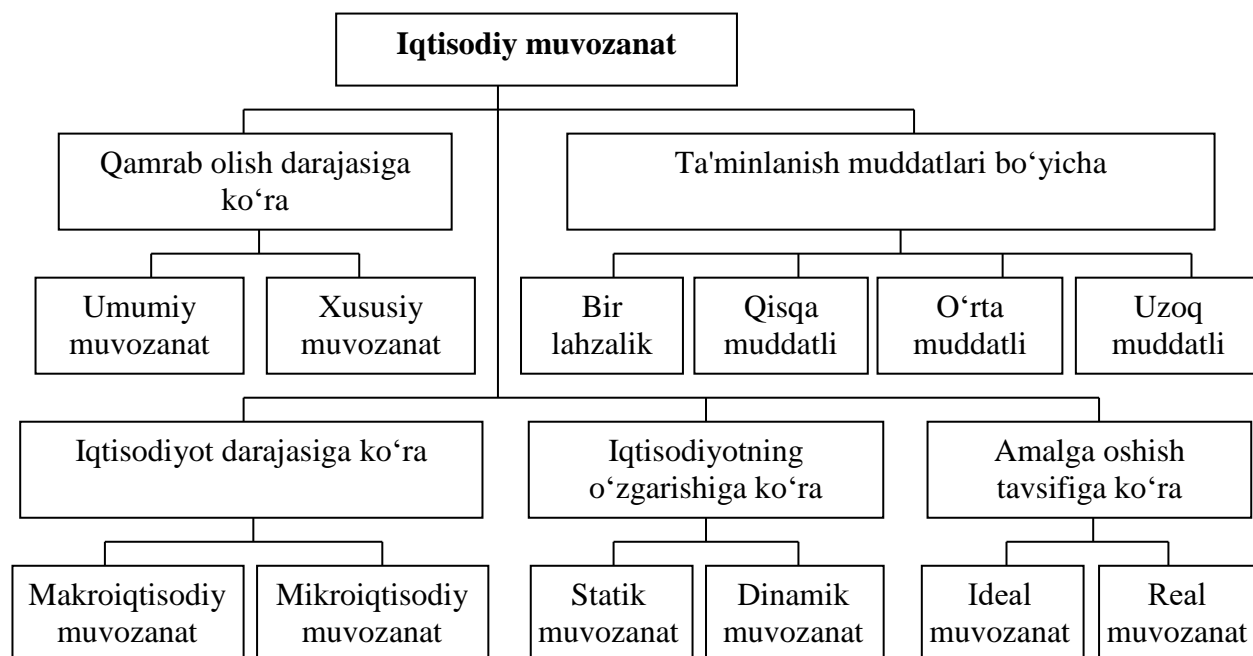 Iqtisodiy muvozanat
Qamrab olish darajasiga
ko‘ra
Ta'minlanish muddatlari bo‘yicha
Umumiy
muvozanat
Xususiy
muvozanat
Bir
lahzalik
Qisqa
muddatli
O‘rta
muddatli
Uzoq
muddatli
Iqtisodiyot darajasiga ko‘ra
Iqtisodiyotning
o‘zgarishiga ko‘ra
Amalga oshish
tavsifiga ko‘ra
Makroiqtisodiy
muvozanat
Mikroiqtisodiy
muvozanat
Statik
muvozanat
Dinamik
muvozanat
Ideal
muvozanat
Real
muvozanat